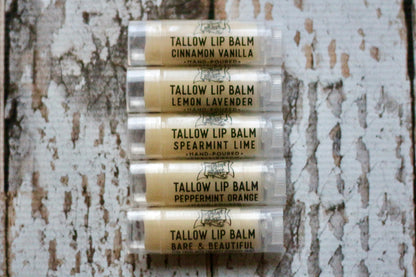 TALLOW LIP BALM
CINNAMON VANILLA
•HAND-POURED•
TALLOW LIP BALM
LEMON LAVENDER
•HAND-POURED•
TALLOW LIP BALM
SPEARMINT LIME
•HAND-POURED•
TALLOW LIP BALM
PEPPERMINT ORANGE
TALLOW LIP BALM
BARE & BEAUTIFUL